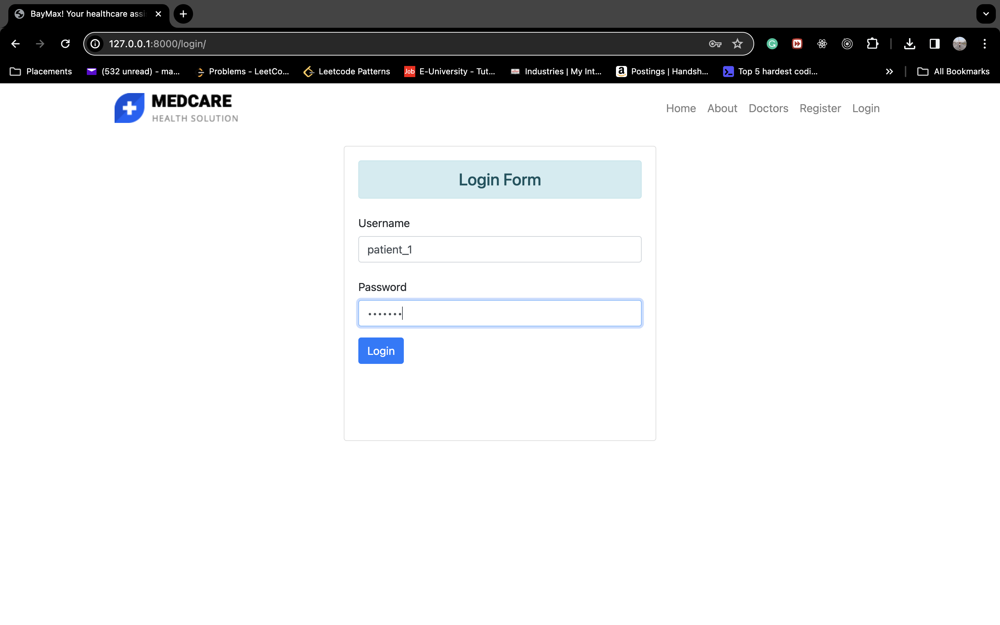 BayMax! Your healthcare assi
127.0.0.1:8000/login/
Placements (532 unread) - ma... Problems - LeetCo... Leetcode Patterns Job E-University - Tut... Industries | My Int... Postings | Handsh... Top 5 hardest codi... All Bookmarks
MEDCARE
HEALTH SOLUTION
Home About Doctors Register Login
Login Form
Username
patient_1
Password
Login